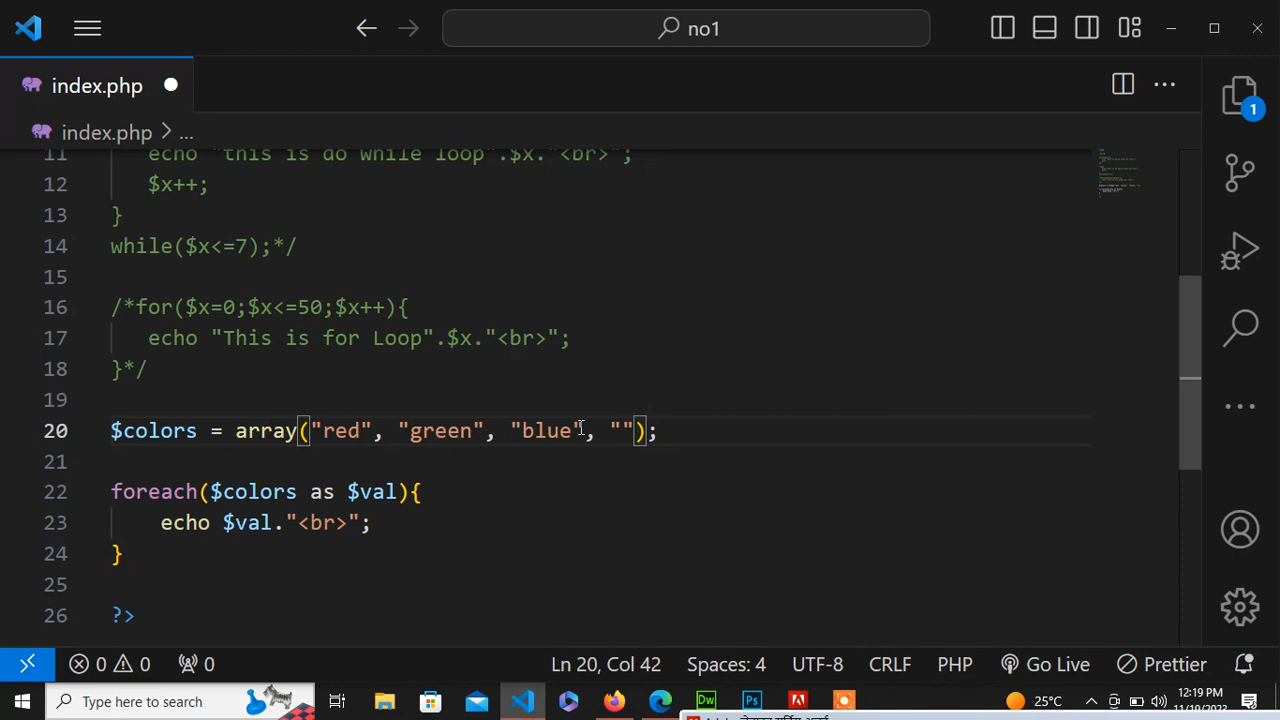 no1
index.php
index.php > ...
11 echo "this is do while loop".$x."<br>";
12 $x++;
13 }
14 while($x<=7);*/
15
16 /*for($x=0;$x<=50;$x++){
17 echo "This is for Loop".$x."<br>";
18 }*/
19
20 $colors = array("red", "green", "blue", "");
21
22 foreach($colors as $val){
23 echo $val."<br>";
24 }
25
26 ?>
1
0 0 0 Ln 20, Col 42 Spaces: 4 UTF-8 CRLF PHP Go Live Prettier
Type here to search Dw Ps 25°C 12:19 PM